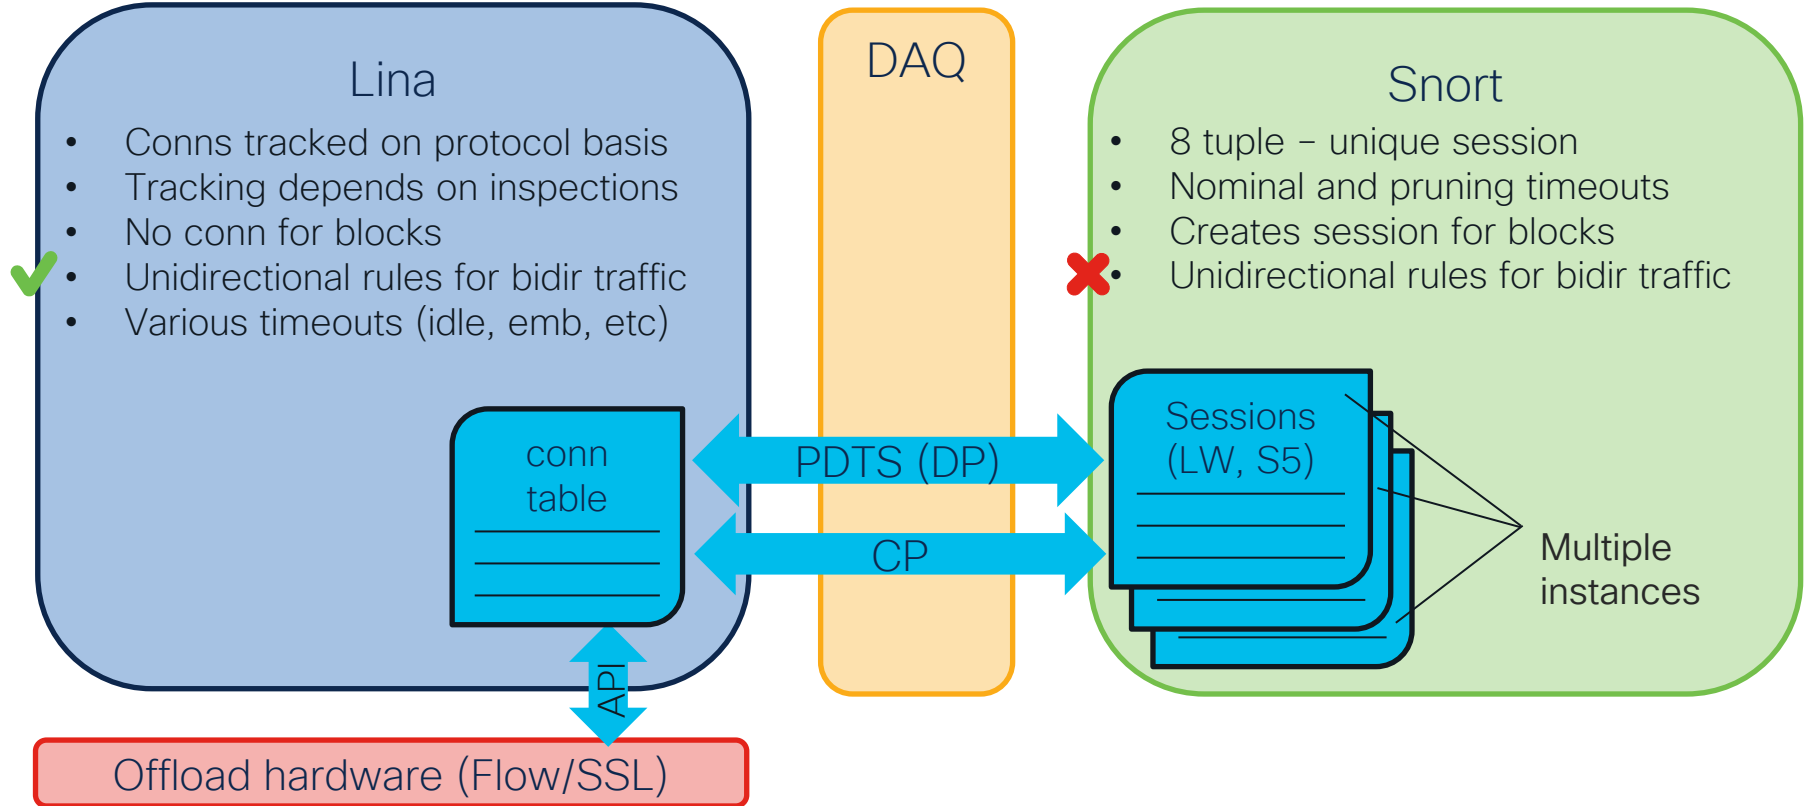 Lina
• Conns tracked on protocol basis
• Tracking depends on inspections
• No conn for blocks
• Unidirectional rules for bidir traffic
• Various timeouts (idle, emb, etc)
conn
table
API
Offload hardware (Flow/SSL)
DAQ
PDTS (DP)
CP
Snort
• 8 tuple – unique session
• Nominal and pruning timeouts
• Creates session for blocks
• Unidirectional rules for bidir traffic
Sessions
(LW, S5)
Multiple
instances